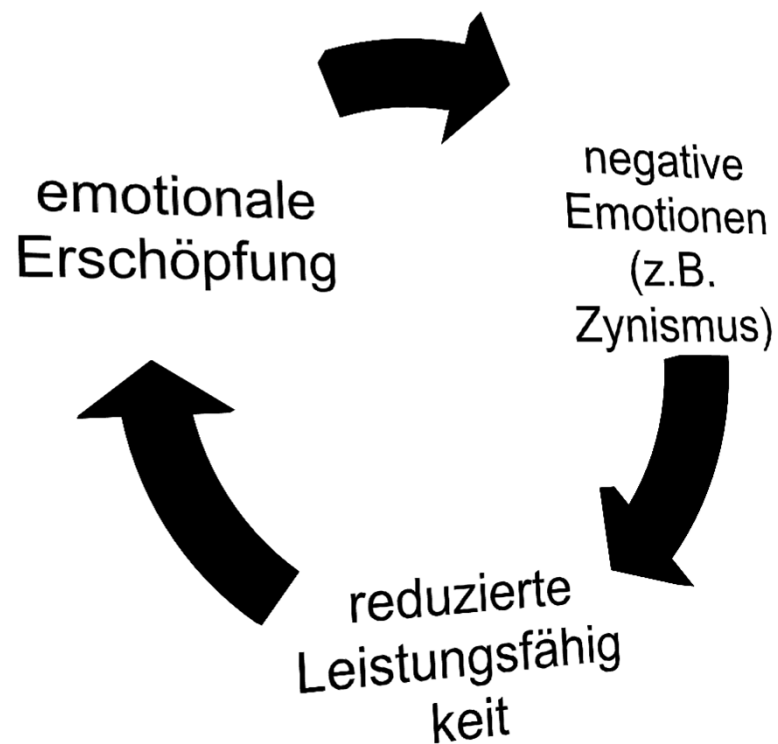 emotionale
Erschöpfung
negative
Emotionen
(z.B.
Zynismus)
reduzierte
Leistungsfähig
keit